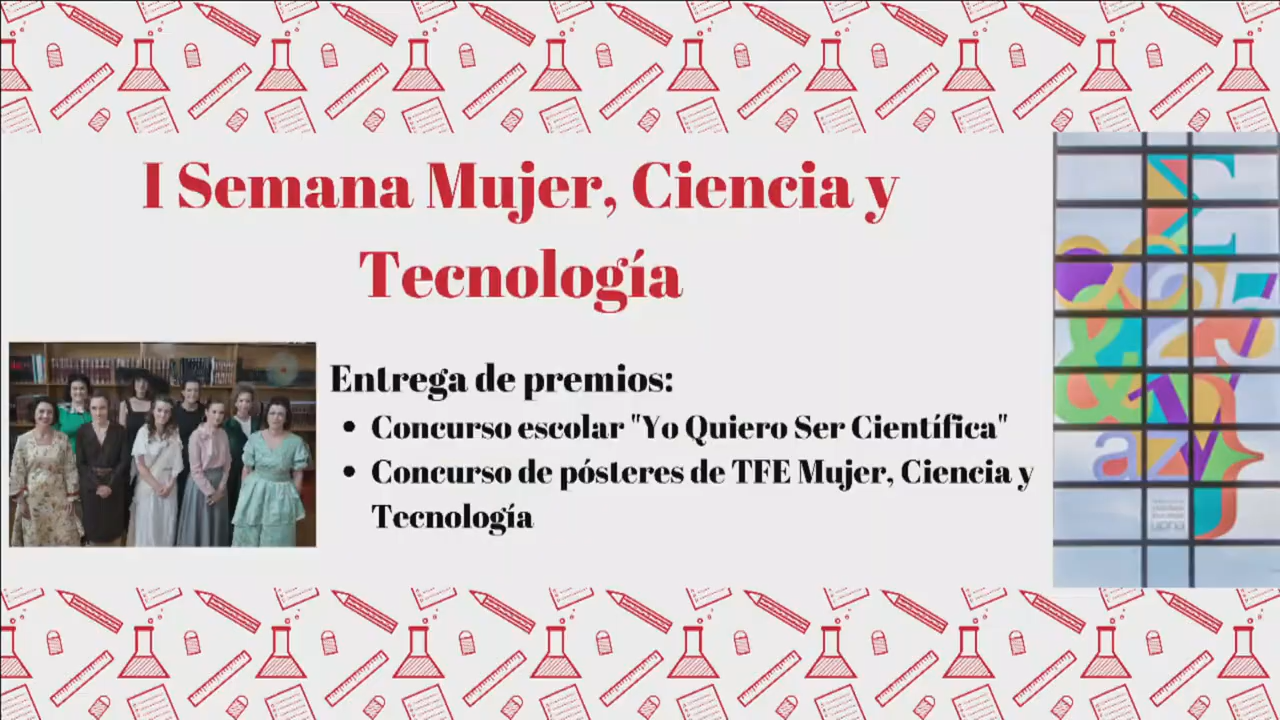 I Semana Mujer, Ciencia y
Tecnología
Entrega de premios:
• Concurso escolar "Yo Quiero Ser Científica"
• Concurso de pósteres de TFE Mujer, Ciencia y
Tecnología
upna